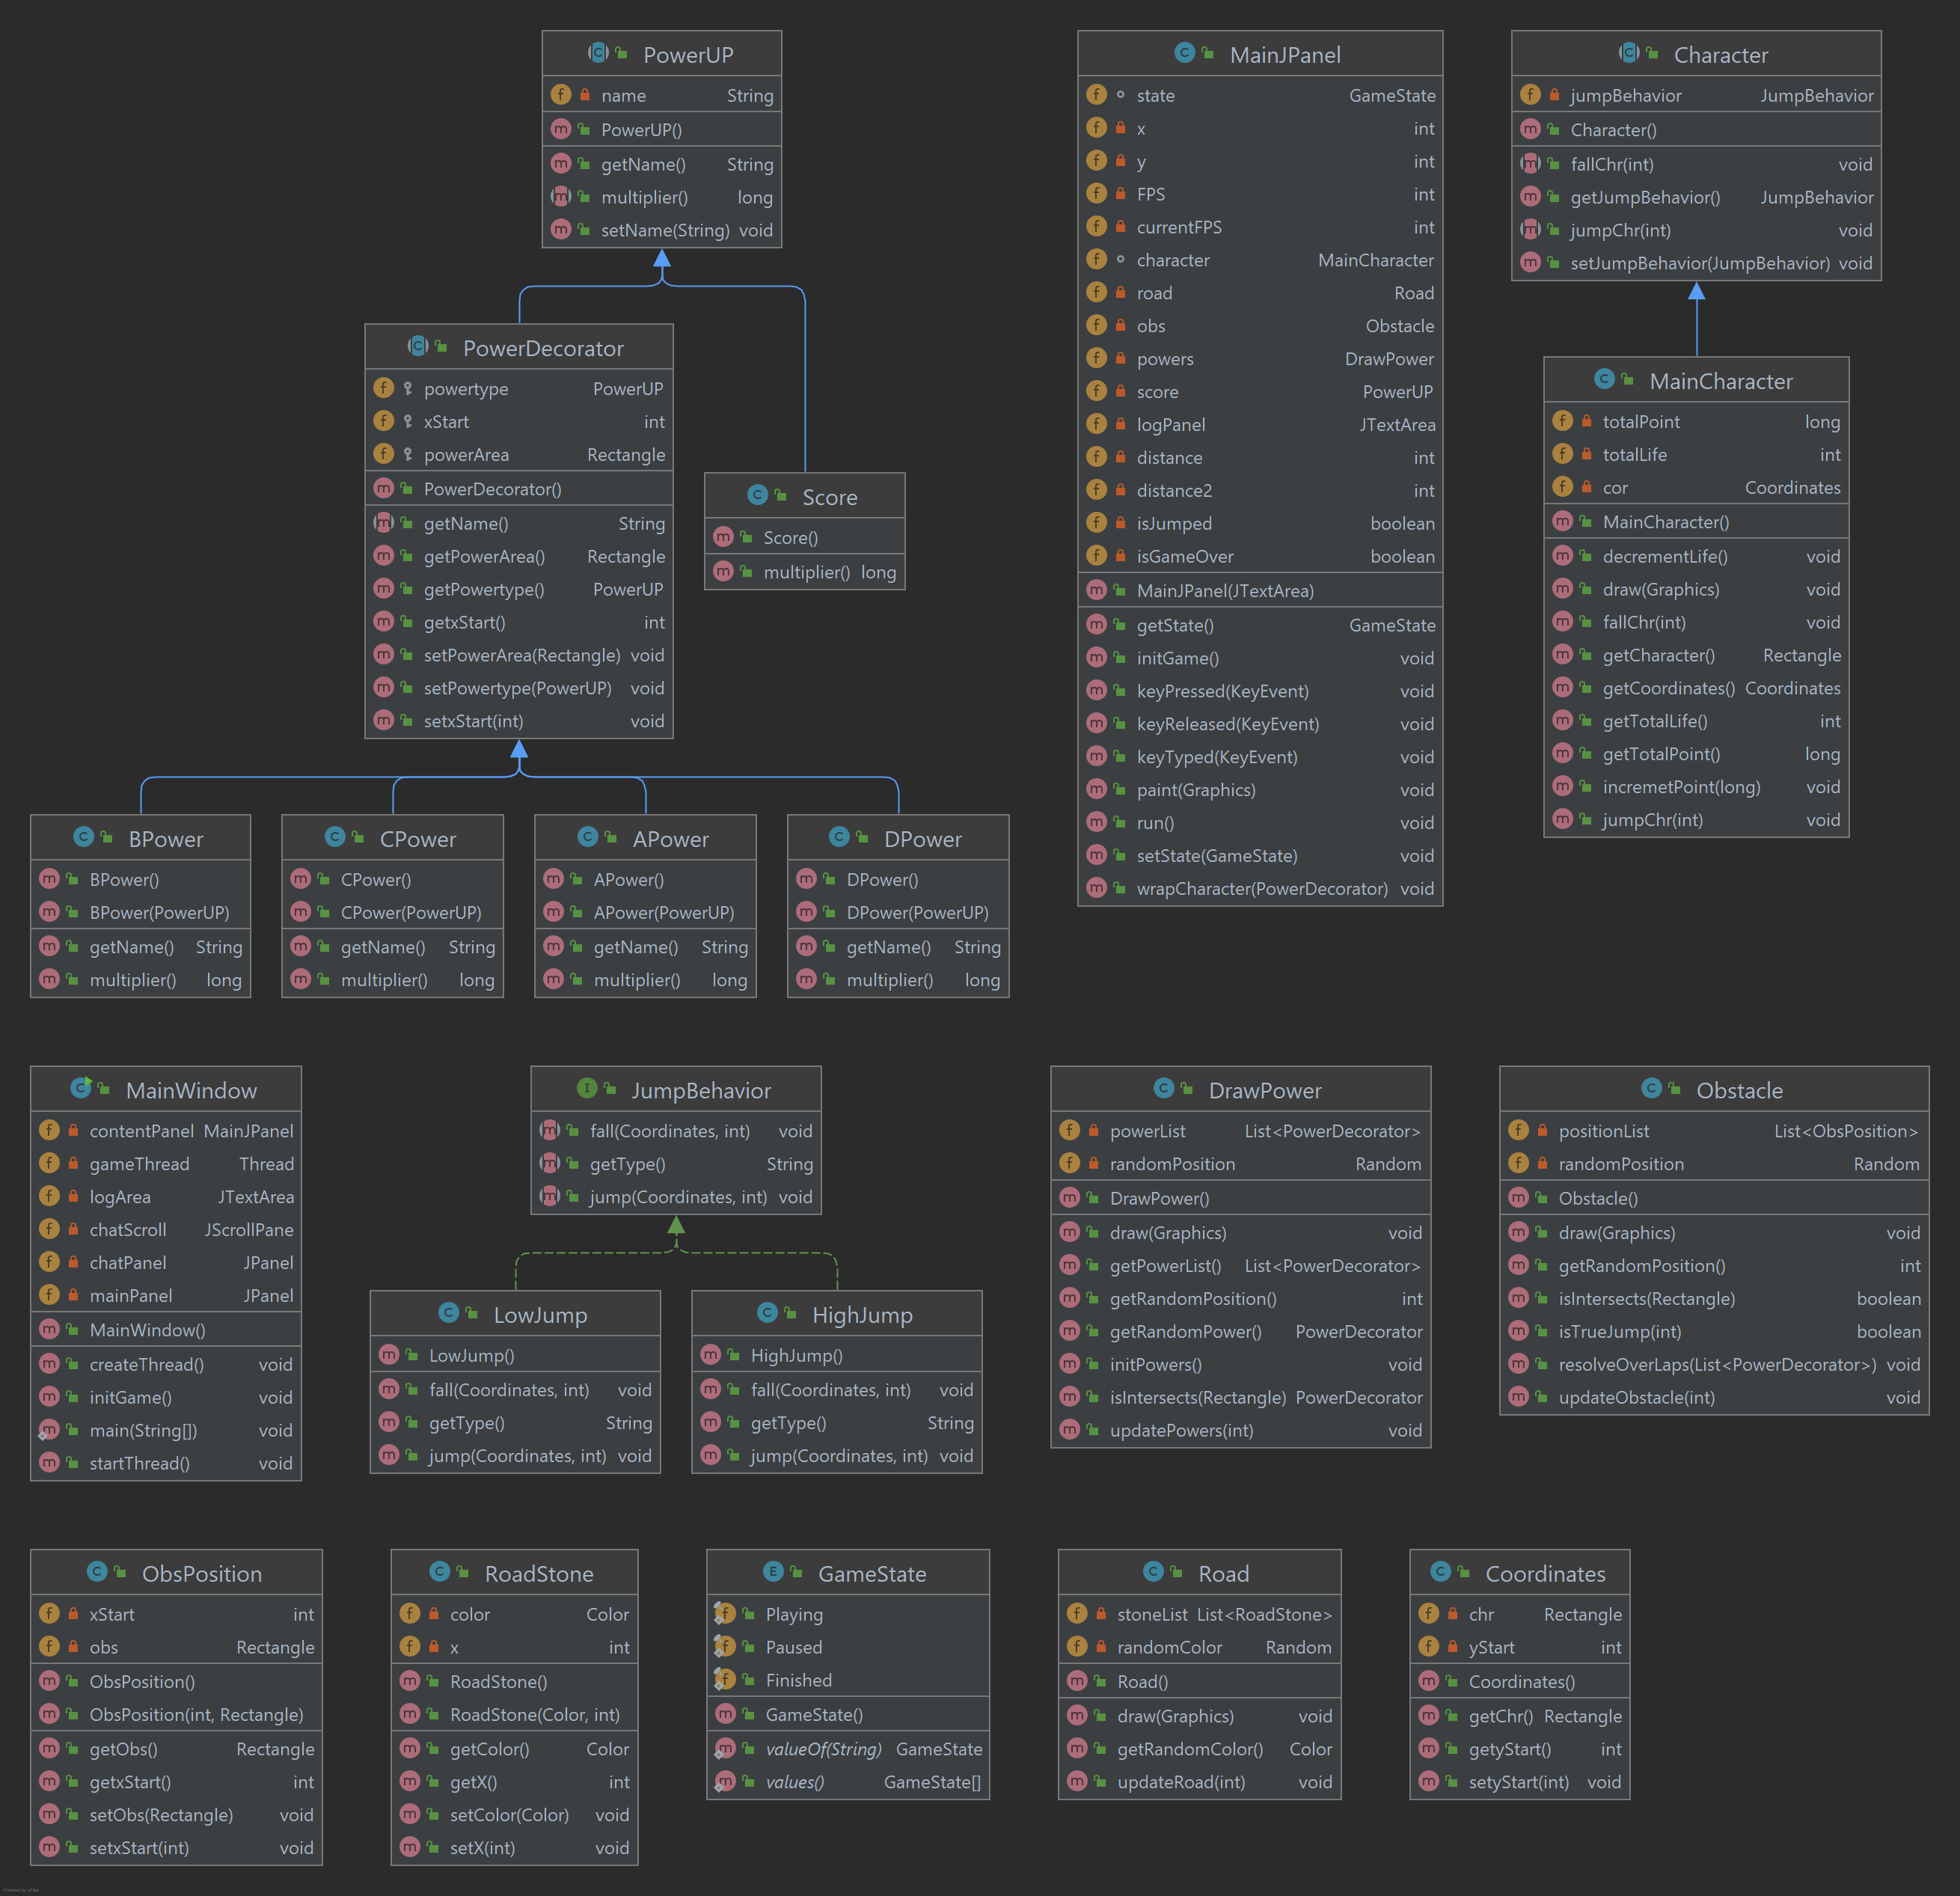 PowerUP
name String
PowerUP()
getName() String
multiplier() long
setName(String) void
MainJPanel
state GameState
x int
y int
FPS int
currentFPS int
character MainCharacter
road Road
obs Obstacle
powers DrawPower
score PowerUP
logPanel JTextArea
distance int
distance2 int
isJumped boolean
isGameOver boolean
MainJPanel(JTextArea)
getState() GameState
initGame() void
keyPressed(KeyEvent) void
keyReleased(KeyEvent) void
keyTyped(KeyEvent) void
paint(Graphics) void
run() void
setState(GameState) void
wrapCharacter(PowerDecorator) void
Character
jumpBehavior JumpBehavior
Character()
fallChr(int) void
getJumpBehavior() JumpBehavior
jumpChr(int) void
setJumpBehavior(JumpBehavior) void
PowerDecorator
powertype PowerUP
xStart int
powerArea Rectangle
PowerDecorator()
getName() String
getPowerArea() Rectangle
getPowertype() PowerUP
getxStart() int
setPowerArea(Rectangle) void
setPowertype(PowerUP) void
setxStart(int) void
Score
Score()
multiplier() long
MainCharacter
totalPoint long
totalLife int
cor Coordinates
MainCharacter()
decrementLife() void
draw(Graphics) void
fallChr(int) void
getCharacter() Rectangle
getCoordinates() Coordinates
getTotalLife() int
getTotalPoint() long
incremetPoint(long) void
jumpChr(int) void
BPower
BPower()
BPower(PowerUP)
getName() String
multiplier() long
CPower
CPower()
CPower(PowerUP)
getName() String
multiplier() long
APower
APower()
APower(PowerUP)
getName() String
multiplier() long
DPower
DPower()
DPower(PowerUP)
getName() String
multiplier() long
MainWindow
contentPanel MainJPanel
gameThread Thread
logArea JTextArea
chatScroll JScrollPane
chatPanel JPanel
mainPanel JPanel
MainWindow()
createThread() void
initGame() void
main(String[]) void
startThread() void
JumpBehavior
fall(Coordinates, int) void
getType() String
jump(Coordinates, int) void
LowJump
LowJump()
fall(Coordinates, int) void
getType() String
jump(Coordinates, int) void
HighJump
HighJump()
fall(Coordinates, int) void
getType() String
jump(Coordinates, int) void
DrawPower
powerList List<PowerDecorator>
randomPosition Random
DrawPower()
draw(Graphics) void
getPowerList() List<PowerDecorator>
getRandomPosition() int
getRandomPower() PowerDecorator
initPowers() void
isIntersects(Rectangle) PowerDecorator
updatePowers(int) void
Obstacle
positionList List<ObsPosition>
randomPosition Random
Obstacle()
draw(Graphics) void
getRandomPosition() int
isIntersects(Rectangle) boolean
isTrueJump(int) boolean
resolveOverLaps(List<PowerDecorator>) void
updateObstacle(int) void
ObsPosition
xStart int
obs Rectangle
ObsPosition()
ObsPosition(int, Rectangle)
getObs() Rectangle
getxStart() int
setObs(Rectangle) void
setxStart(int) void
RoadStone
color Color
x int
RoadStone()
RoadStone(Color, int)
getColor() Color
getX() int
setColor(Color) void
setX(int) void
GameState
Playing
Paused
Finished
GameState()
valueOf(String) GameState
values() GameState[]
Road
stoneList List<RoadStone>
randomColor Random
Road()
draw(Graphics) void
getRandomColor() Color
updateRoad(int) void
Coordinates
chr Rectangle
yStart int
Coordinates()
getChr() Rectangle
getyStart() int
setyStart(int) void